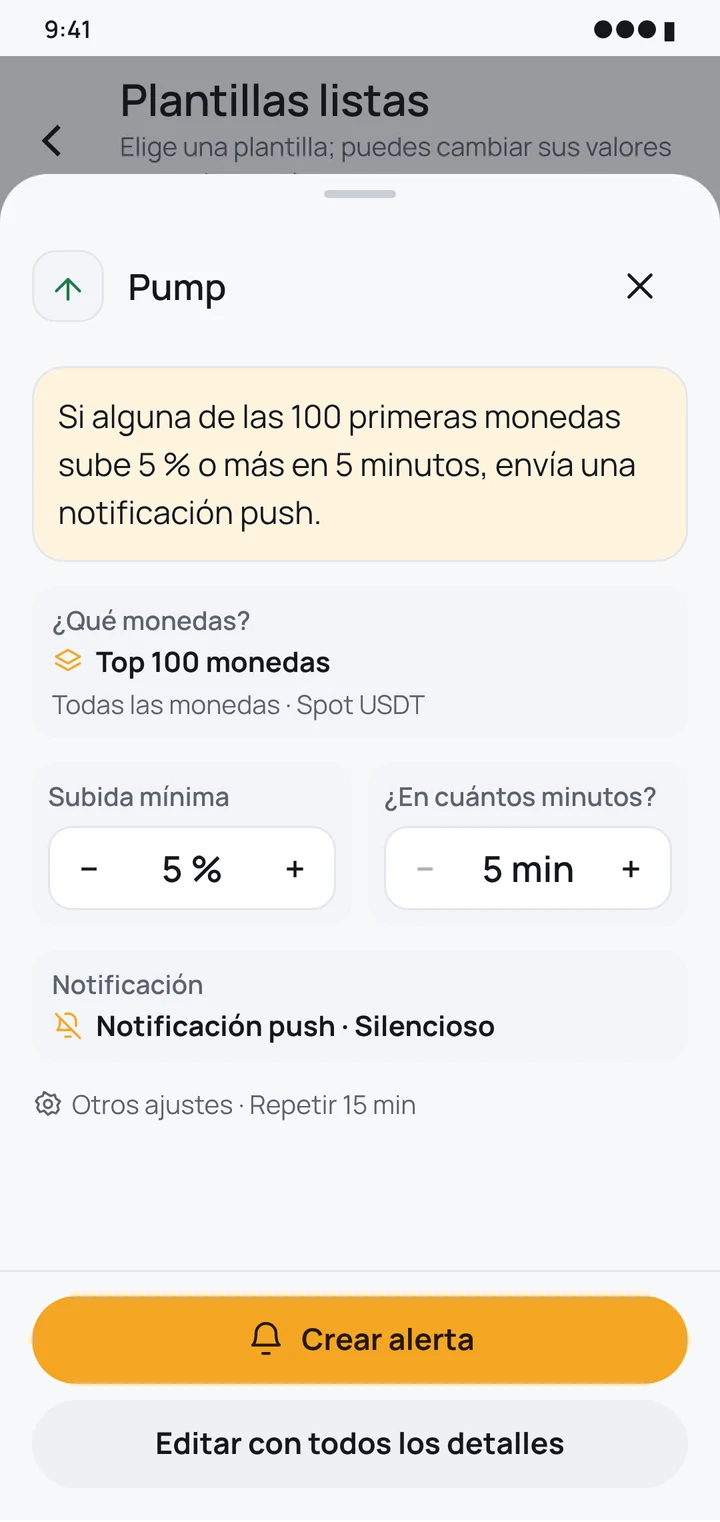 9:41
Plantillas listas
Elige una plantilla; puedes cambiar sus valores
Pump
Si alguna de las 100 primeras monedas
sube 5 % o más en 5 minutos, envía una
notificación push.
¿Qué monedas?
Top 100 monedas
Todas las monedas · Spot USDT
Subida mínima
¿En cuántos minutos?
− 5 % +
− 5 min +
Notificación
Notificación push · Silencioso
Otros ajustes · Repetir 15 min
Crear alerta
Editar con todos los detalles